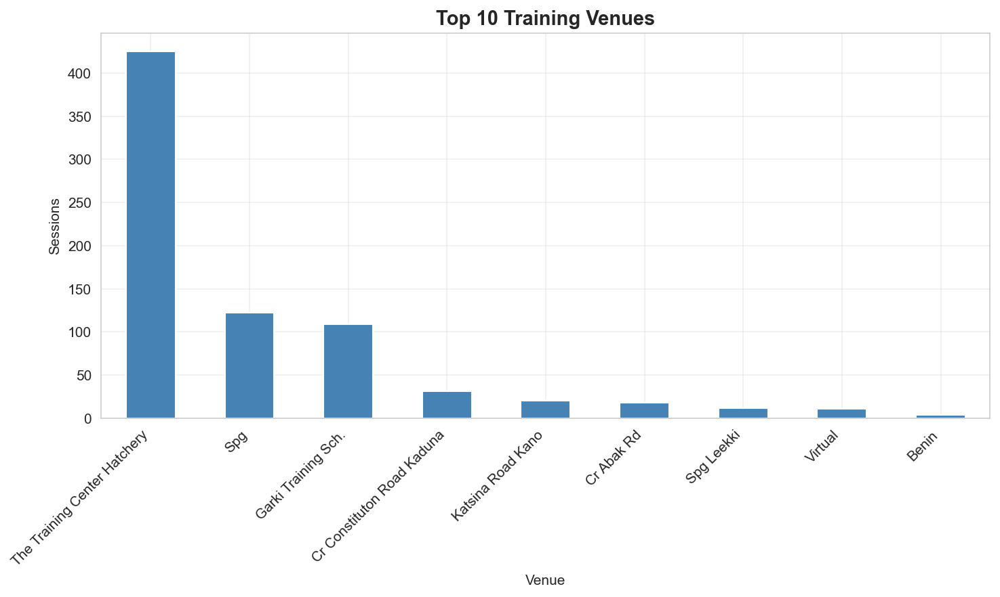 Top 10 Training Venues
Sessions
400
350
300
250
200
150
100
50
0
The Training Center Hatchery
Spg
Garki Training Sch.
Cr Constituton Road Kaduna
Katsina Road Kano
Cr Abak Rd
Spg Leekki
Virtual
Benin
Venue